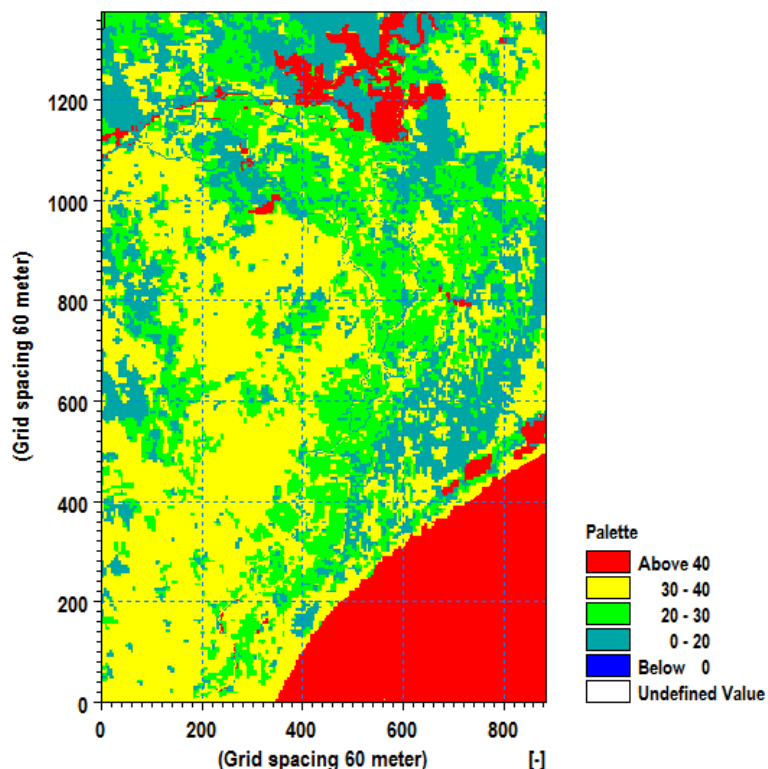 1200
1000
800
600
400
200
0
(Grid spacing 60 meter)
0
200
400
600
800
(Grid spacing 60 meter)
[-]
Palette
Above 40
30 - 40
20 - 30
0 - 20
Below 0
Undefined Value